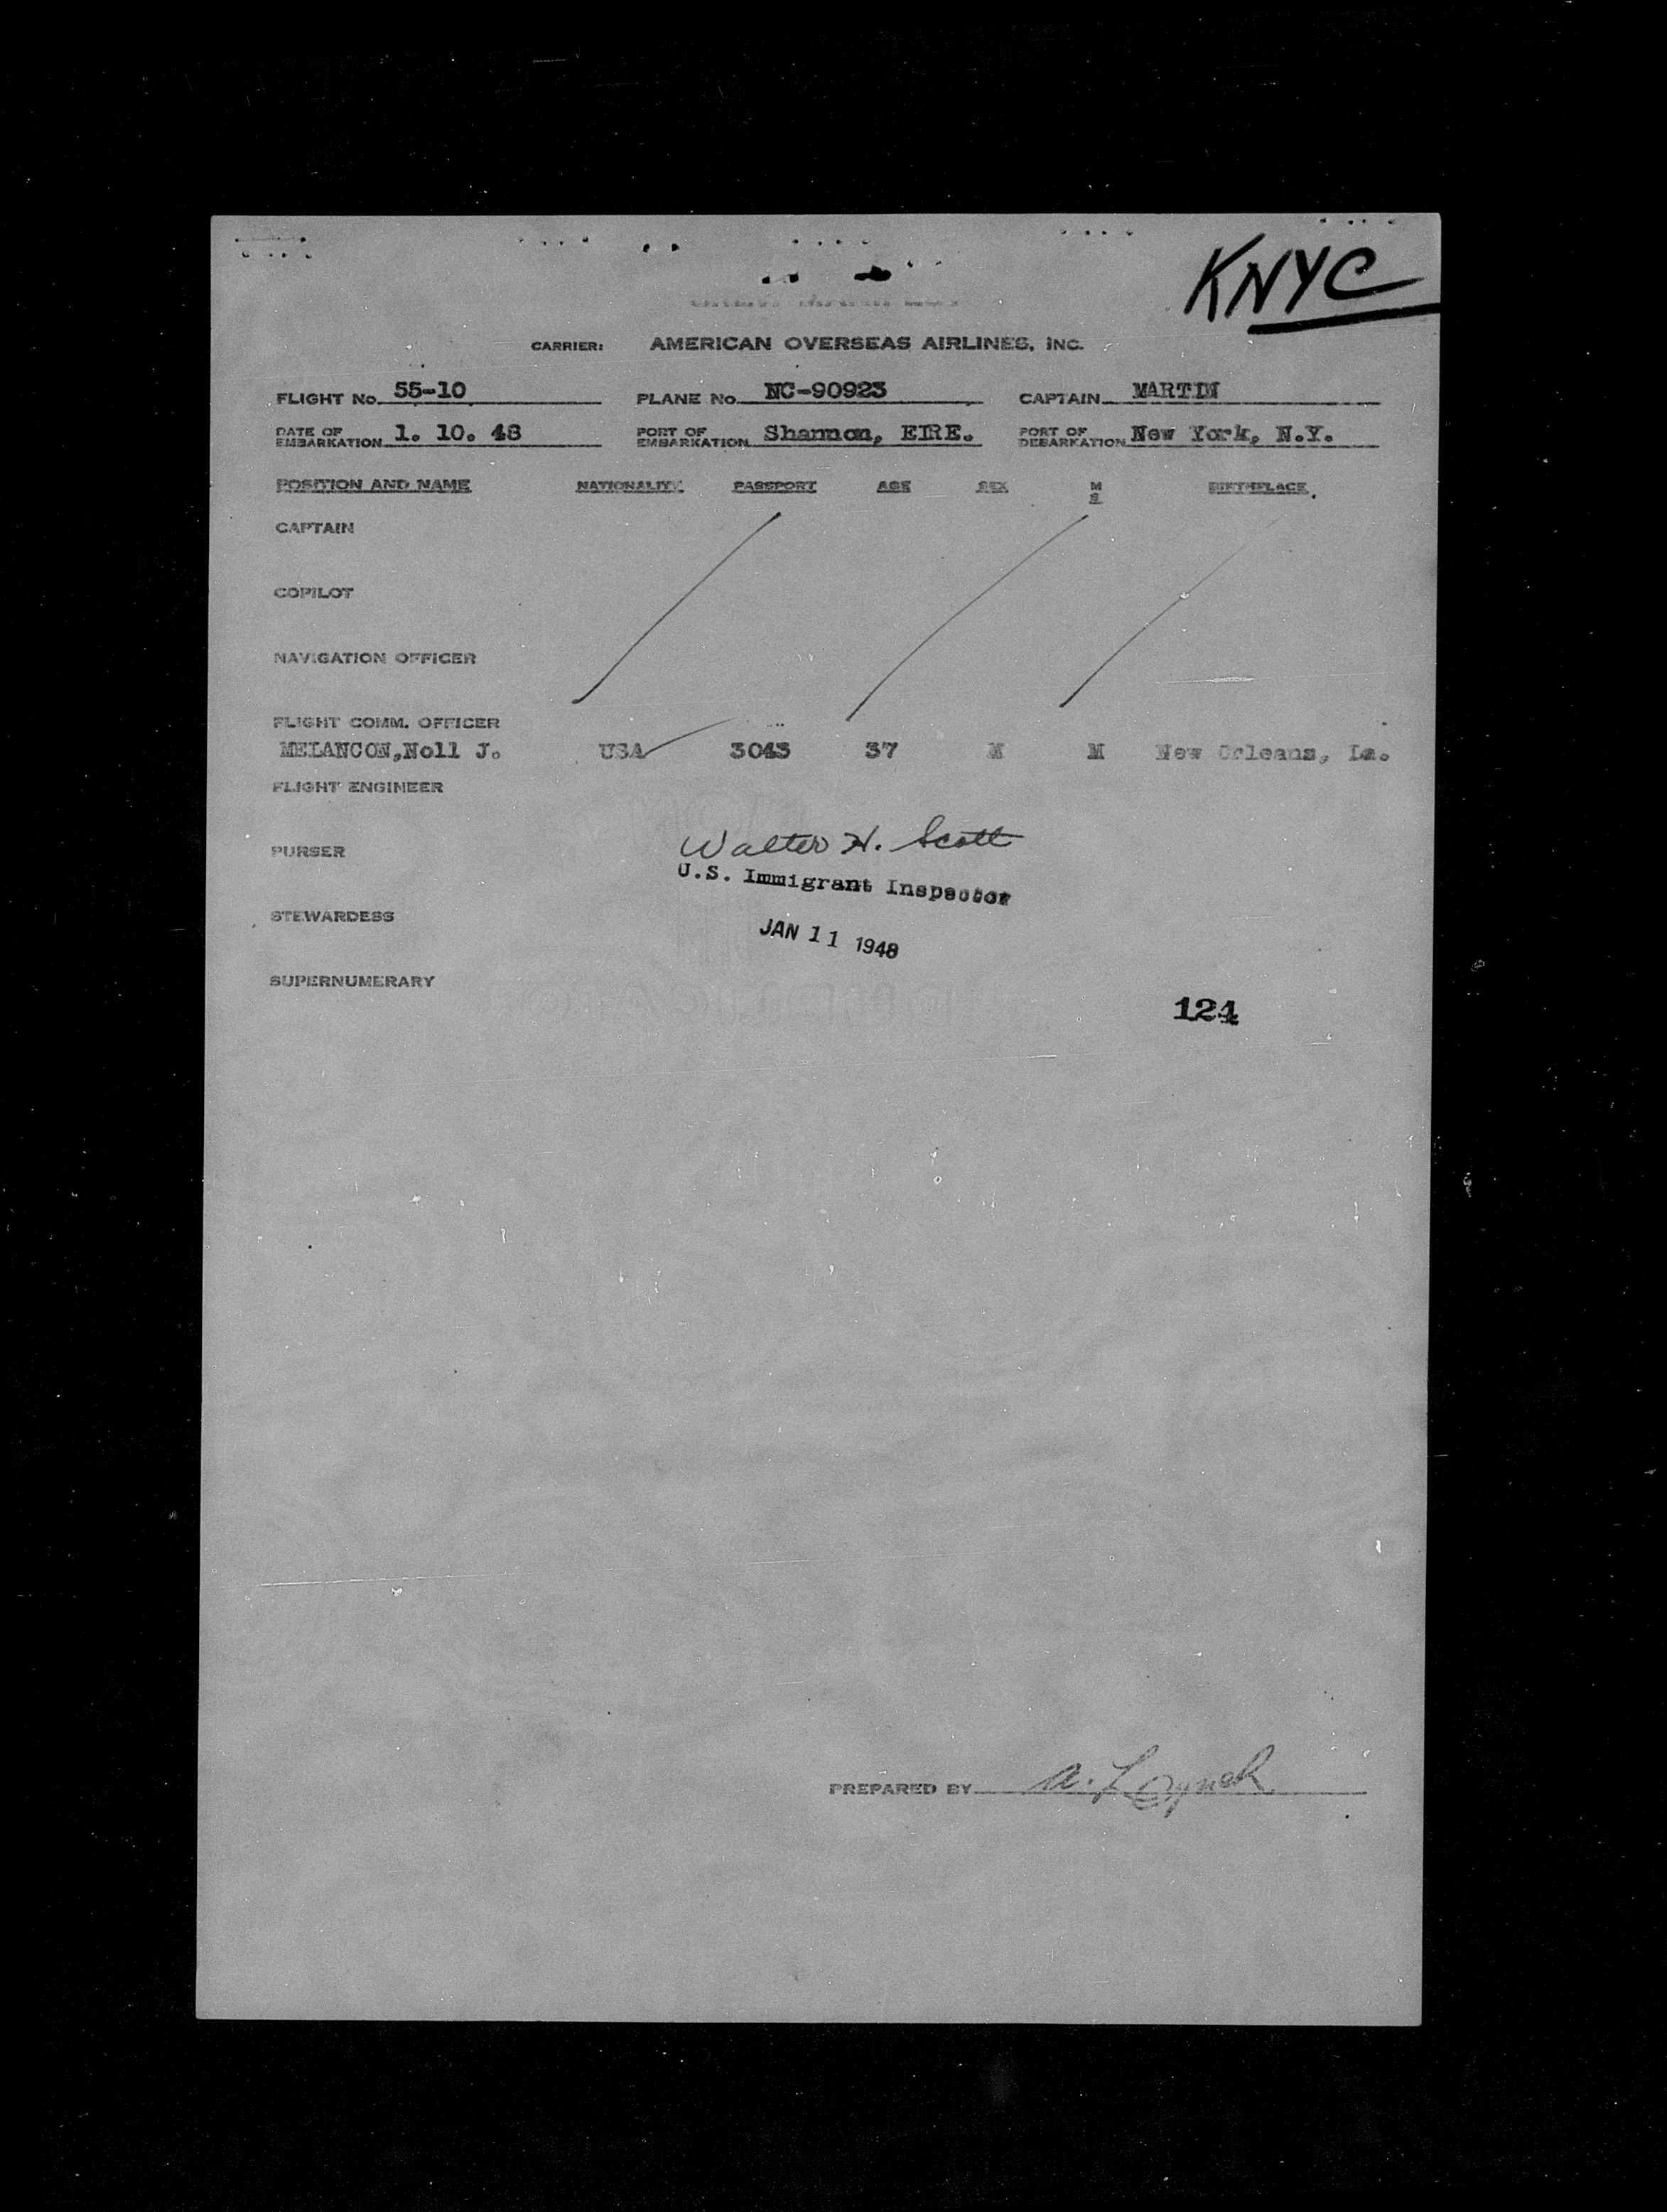 KNYC
CARRIER: AMERICAN OVERSEAS AIRLINES, INC.
FLIGHT No. 55-10 PLANE No. NC-90923 CAPTAIN MARTIN
DATE OF EMBARKATION 1. 10. 48 PORT OF EMBARKATION Shannon, EIRE. PORT OF DEBARKATION New York, N.Y.
POSITION AND NAME NATIONALITY PASSPORT AGE SEX M S. BIRTHPLACE
CAPTAIN
COPILOT
NAVIGATION OFFICER
FLIGHT COMM. OFFICER
MELANCON,Noll J. USA 3043 37 M M New Orleans, La.
FLIGHT ENGINEER
PURSER
Walter H. Scott
U.S. Immigrant Inspector
STEWARDESS
JAN 11 1948
SUPERNUMERARY
124
PREPARED BY A. Lynch